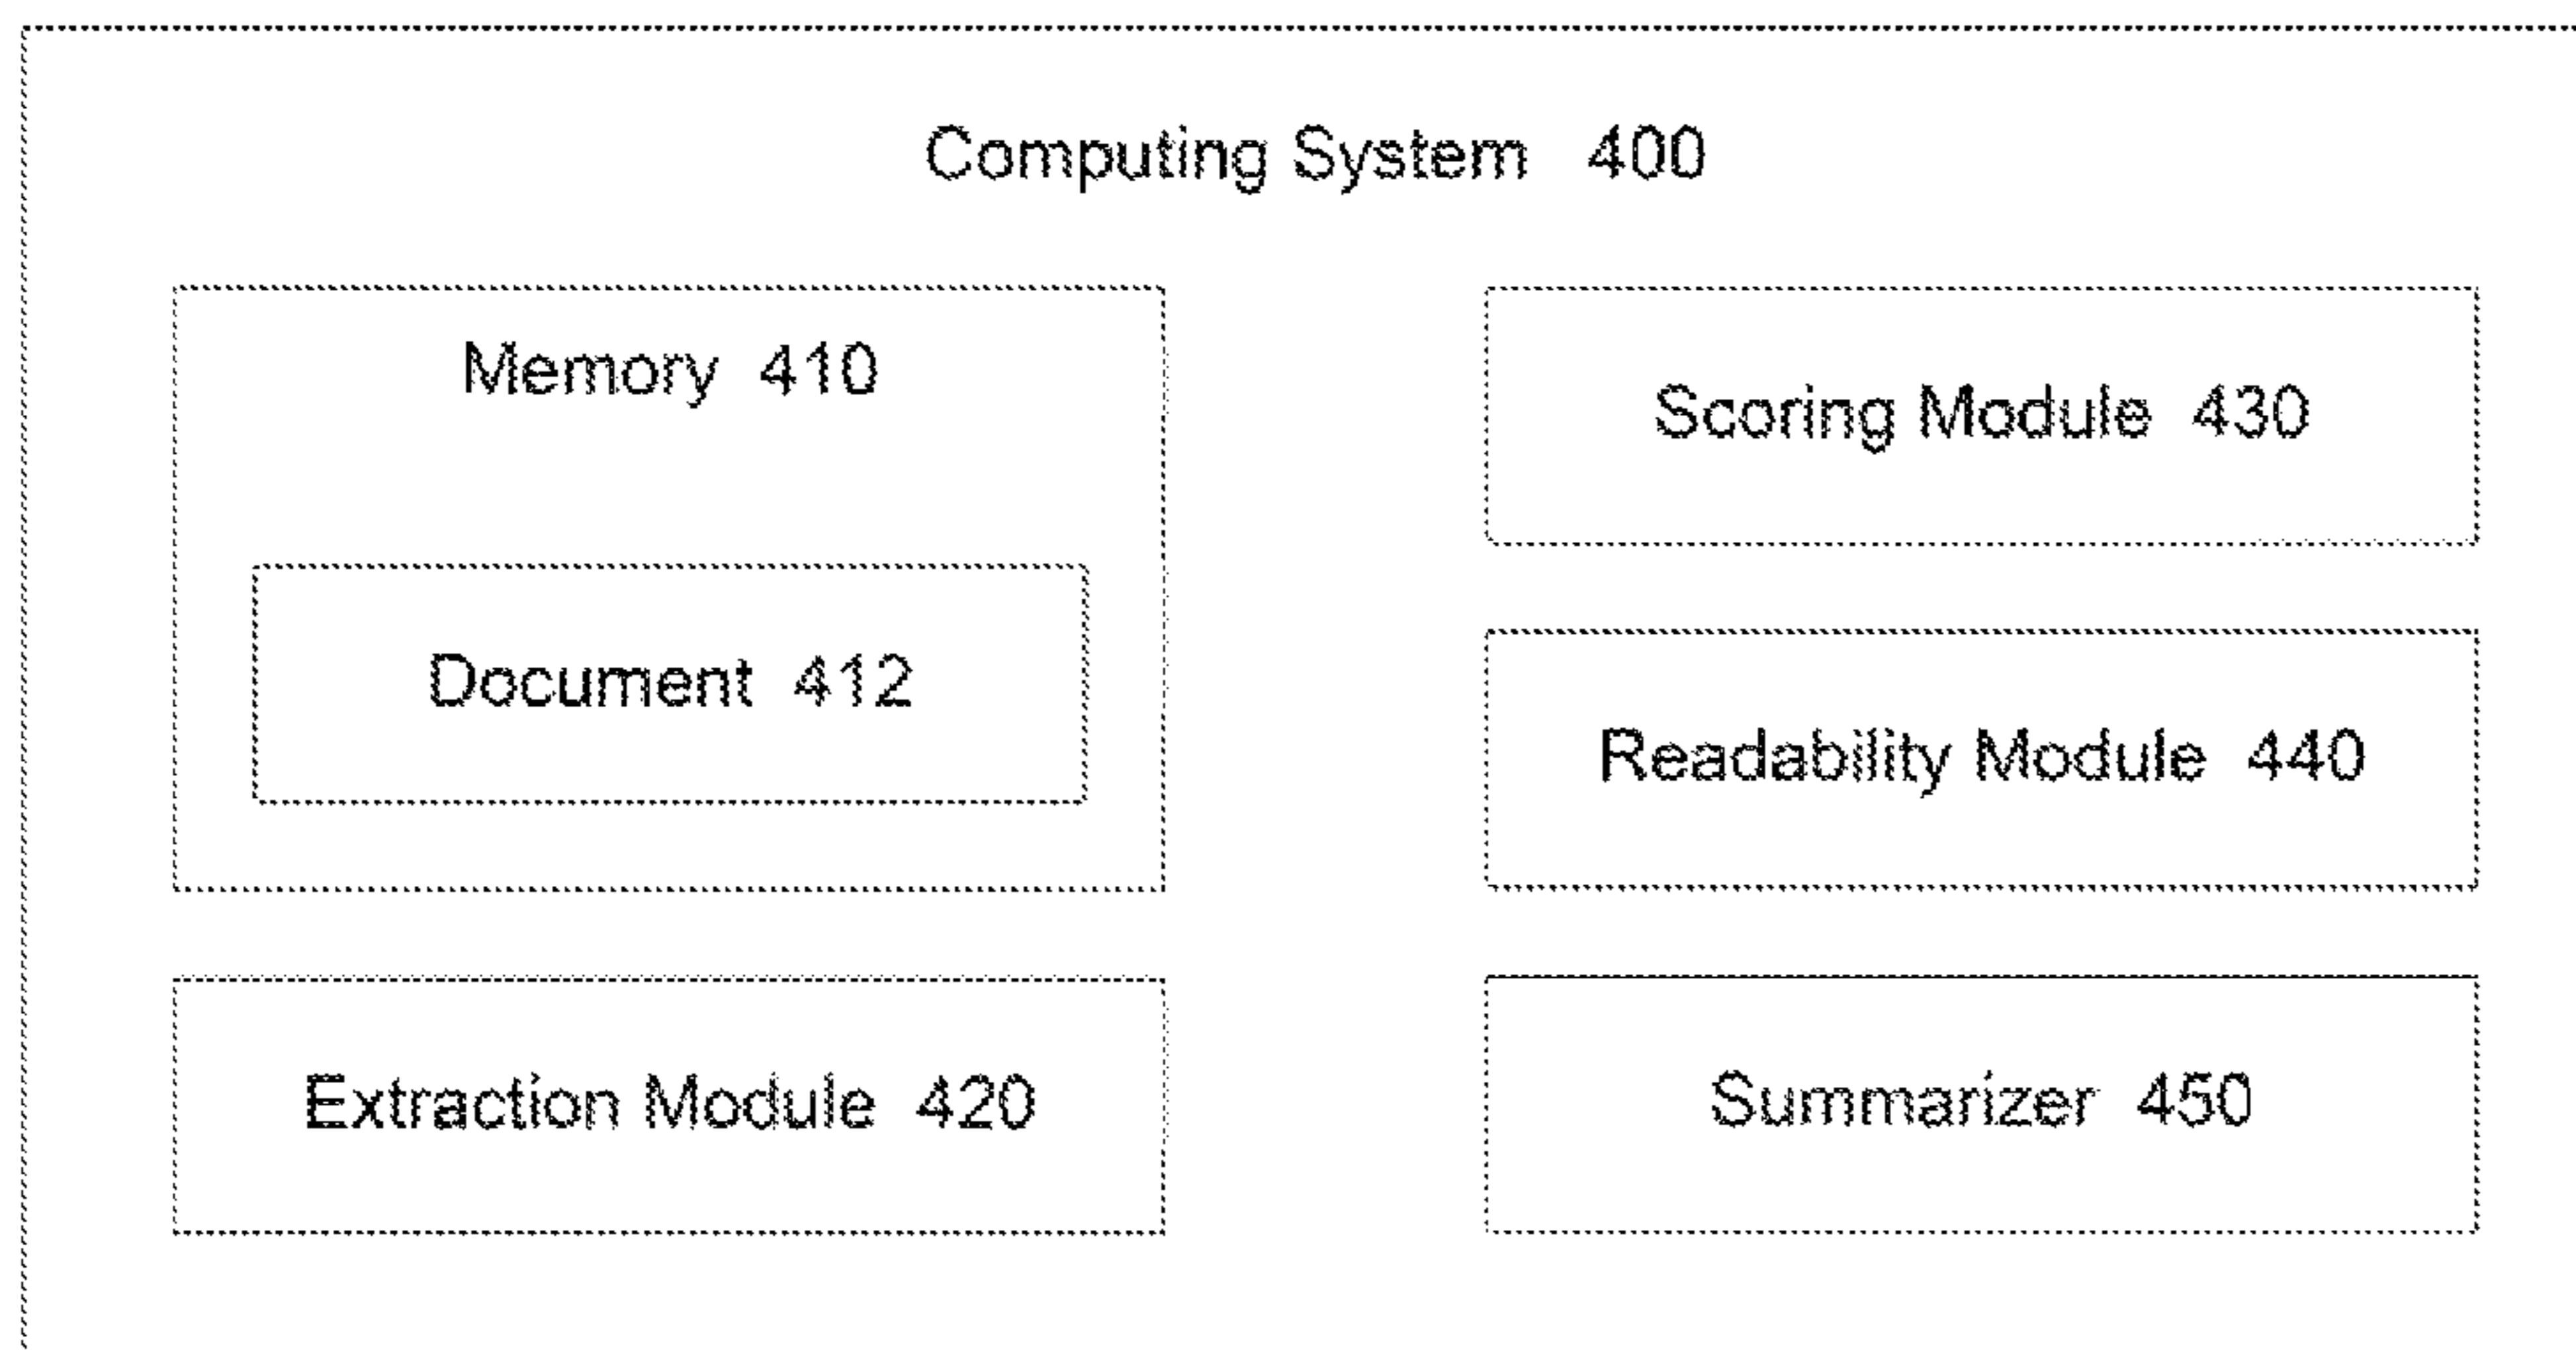 Computing System 400
Memory 410
Document 412
Extraction Module 420
Scoring Module 430
Readability Module 440
Summarizer 450